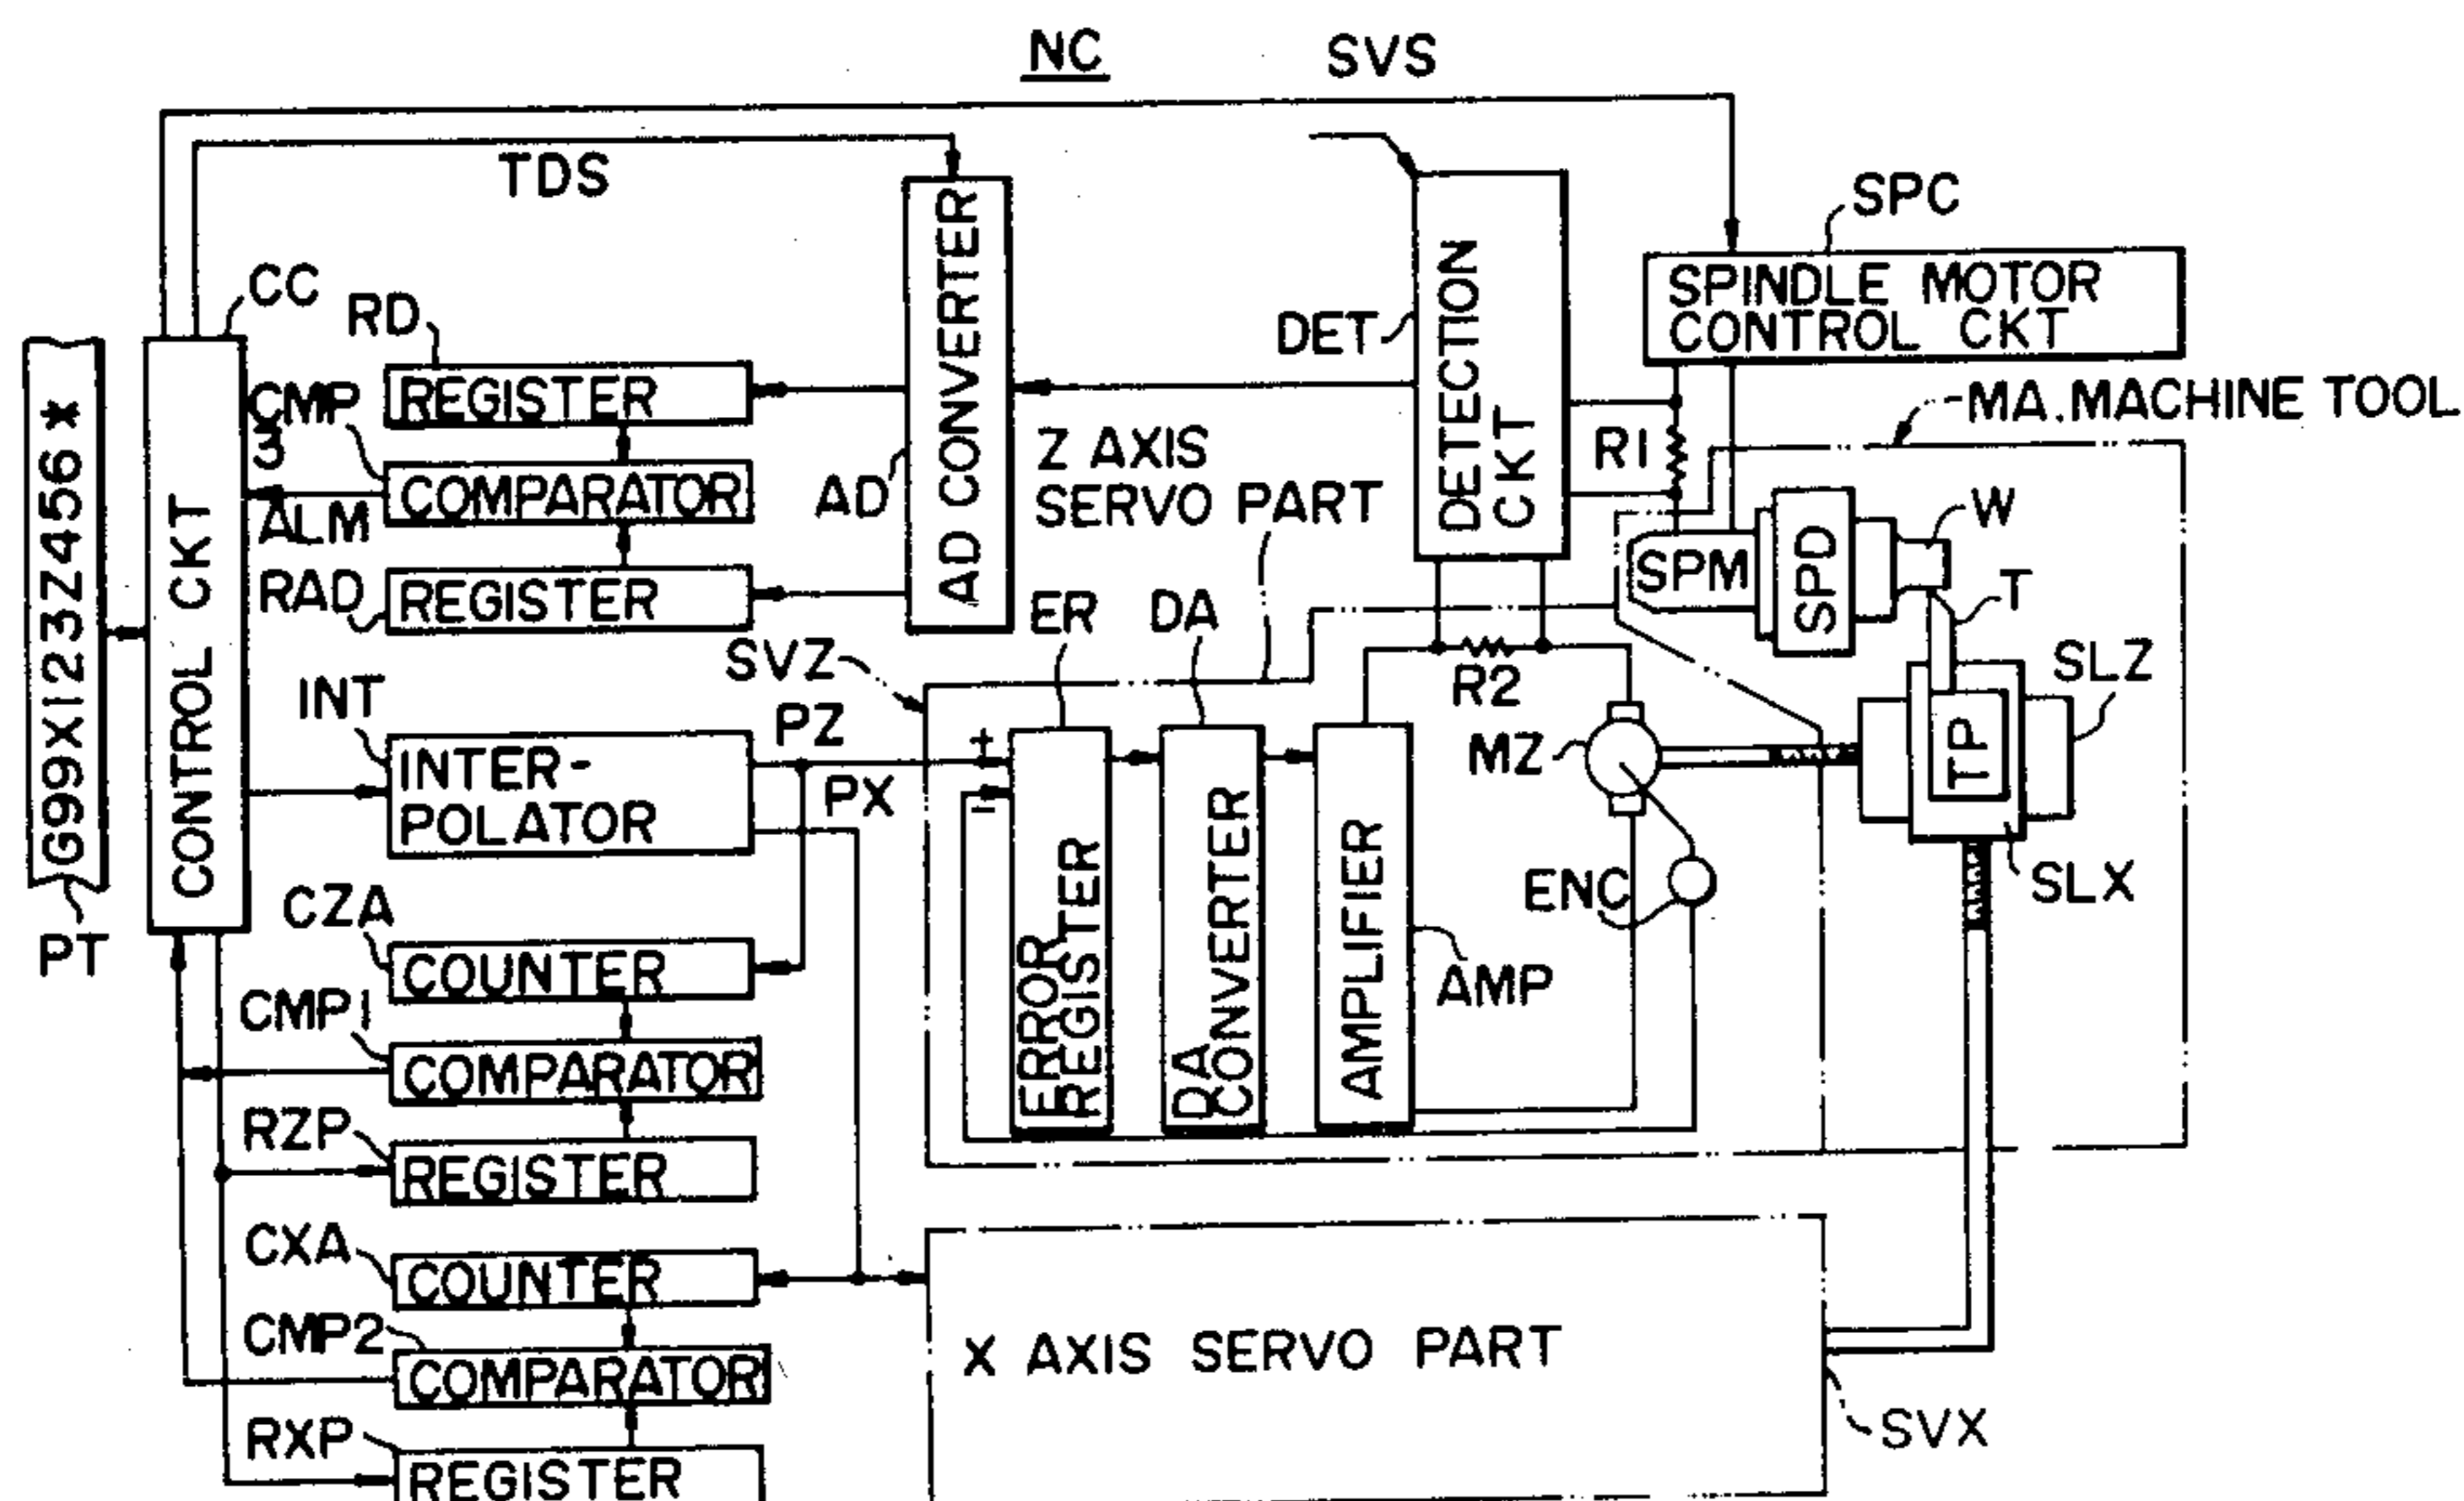 NC
SVS
TDS
SPC
SPINDLE MOTOR
CONTROL CKT
CC
RD
REGISTER
CMP
3
COMPARATOR
ALM
RAD
REGISTER
AD
AD CONVERTER
DET
DETECTION
CKT
R1
MA. MACHINE TOOL
Z AXIS
SERVO PART
SPM
SPD
W
T
G99X123Z456*
PT
CONTROL CKT
INT
INTER-
POLATOR
SVZ
PZ
PX
ER
DA
+
-
ERROR
REGISTER
DA
CONVERTER
AMPLIFIER
AMP
R2
MZ
ENC
TP
SLZ
SLX
CZA
COUNTER
CMP1
COMPARATOR
RZP
REGISTER
CXA
COUNTER
CMP2
COMPARATOR
RXP
REGISTER
X AXIS SERVO PART
SVX